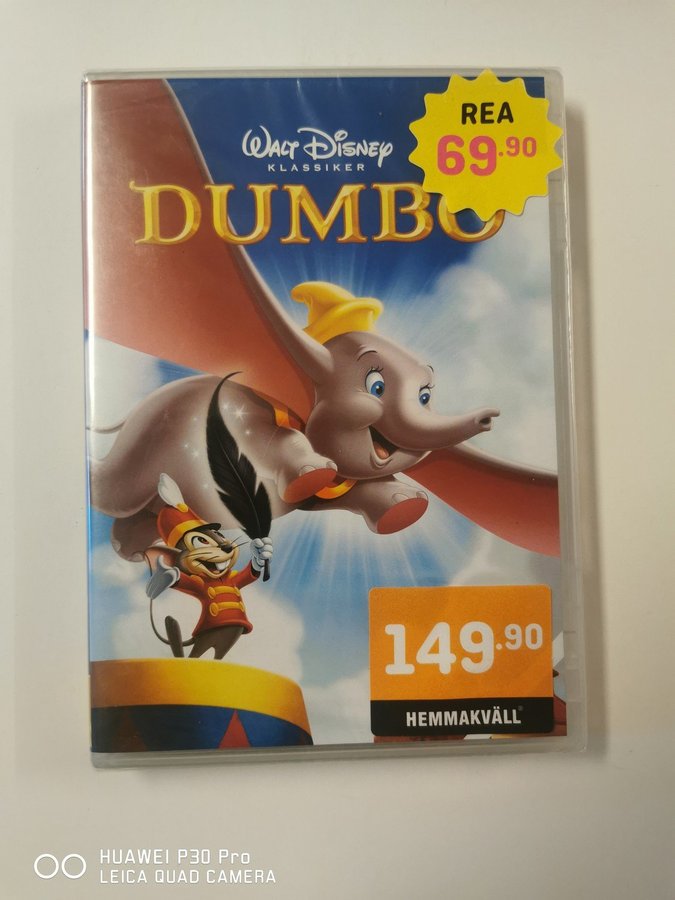 REA
69.90
WALT DISNEY
KLASSIKER
DUMBO
149.90
HEMMAKVÄLL
HUAWEI P30 Pro
LEICA QUAD CAMERA